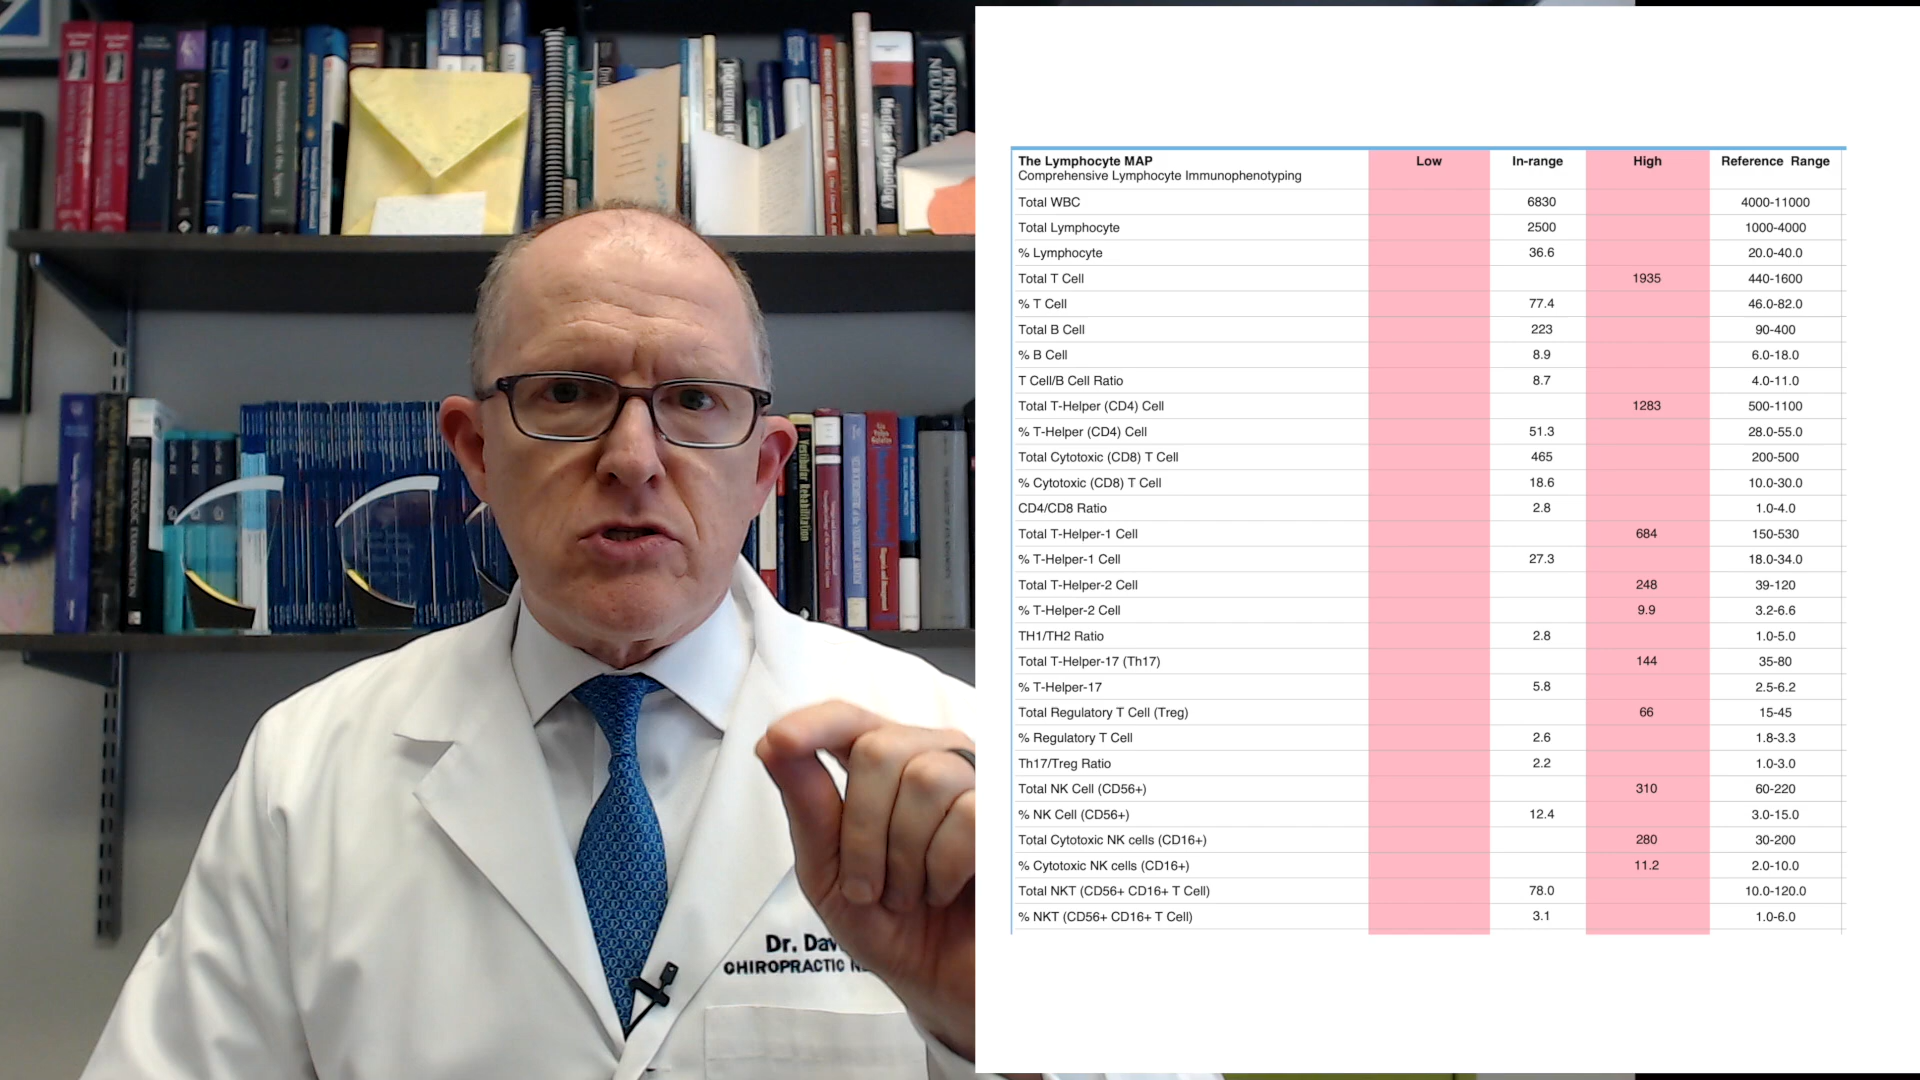 Medical Physiology
PRINCIPL
NEURAL SC
Vestibular Rehabilitation
Dr. Dav
CHIROPRACTIC N
The Lymphocyte MAP Low In-range High Reference Range
Comprehensive Lymphocyte Immunophenotyping
Total WBC 6830 4000-11000
Total Lymphocyte 2500 1000-4000
% Lymphocyte 36.6 20.0-40.0
Total T Cell 1935 440-1600
% T Cell 77.4 46.0-82.0
Total B Cell 223 90-400
% B Cell 8.9 6.0-18.0
T Cell/B Cell Ratio 8.7 4.0-11.0
Total T-Helper (CD4) Cell 1283 500-1100
% T-Helper (CD4) Cell 51.3 28.0-55.0
Total Cytotoxic (CD8) T Cell 465 200-500
% Cytotoxic (CD8) T Cell 18.6 10.0-30.0
CD4/CD8 Ratio 2.8 1.0-4.0
Total T-Helper-1 Cell 684 150-530
% T-Helper-1 Cell 27.3 18.0-34.0
Total T-Helper-2 Cell 248 39-120
% T-Helper-2 Cell 9.9 3.2-6.6
TH1/TH2 Ratio 2.8 1.0-5.0
Total T-Helper-17 (Th17) 144 35-80
% T-Helper-17 5.8 2.5-6.2
Total Regulatory T Cell (Treg) 66 15-45
% Regulatory T Cell 2.6 1.8-3.3
Th17/Treg Ratio 2.2 1.0-3.0
Total NK Cell (CD56+) 310 60-220
% NK Cell (CD56+) 12.4 3.0-15.0
Total Cytotoxic NK cells (CD16+) 280 30-200
% Cytotoxic NK cells (CD16+) 11.2 2.0-10.0
Total NKT (CD56+ CD16+ T Cell) 78.0 10.0-120.0
% NKT (CD56+ CD16+ T Cell) 3.1 1.0-6.0